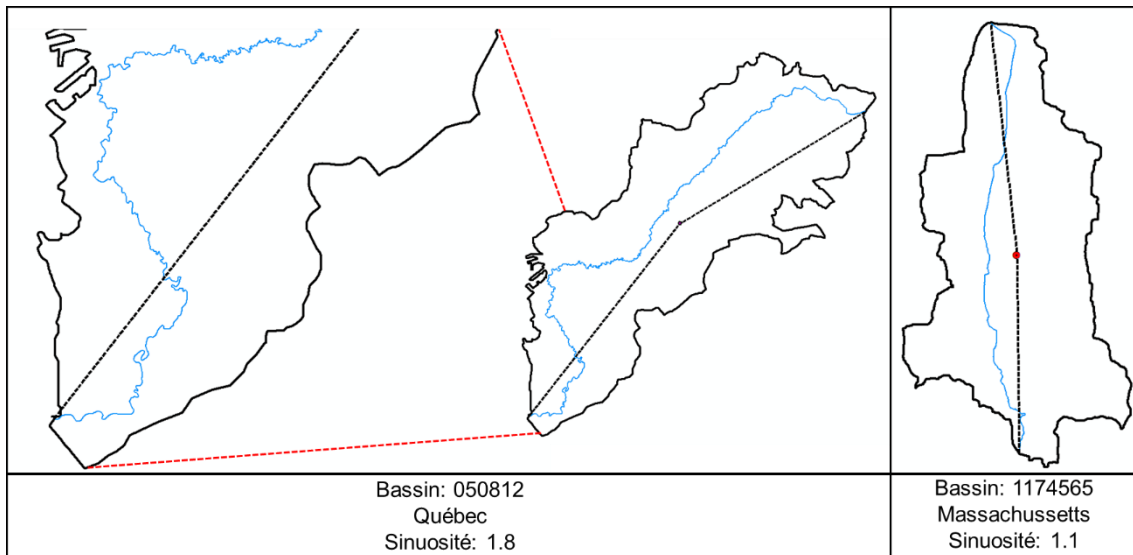 Bassin: 050812
Québec
Sinuosité: 1.8
Bassin: 1174565
Massachussetts
Sinuosité: 1.1